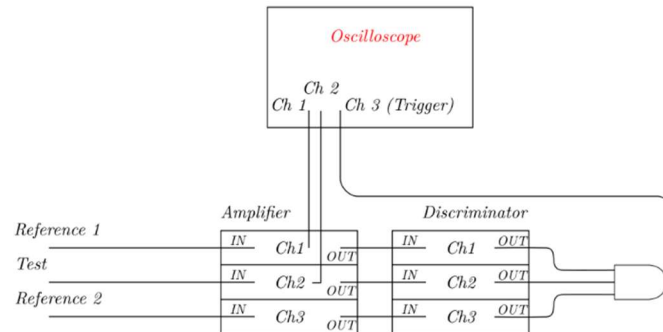 Oscilloscope
Ch 2
Ch 1 Ch 3 (Trigger)
Amplifier Discriminator
Reference 1
IN Ch1 OUT IN Ch1 OUT
Test
IN Ch2 OUT IN Ch2 OUT
Reference 2
IN Ch3 OUT IN Ch3 OUT